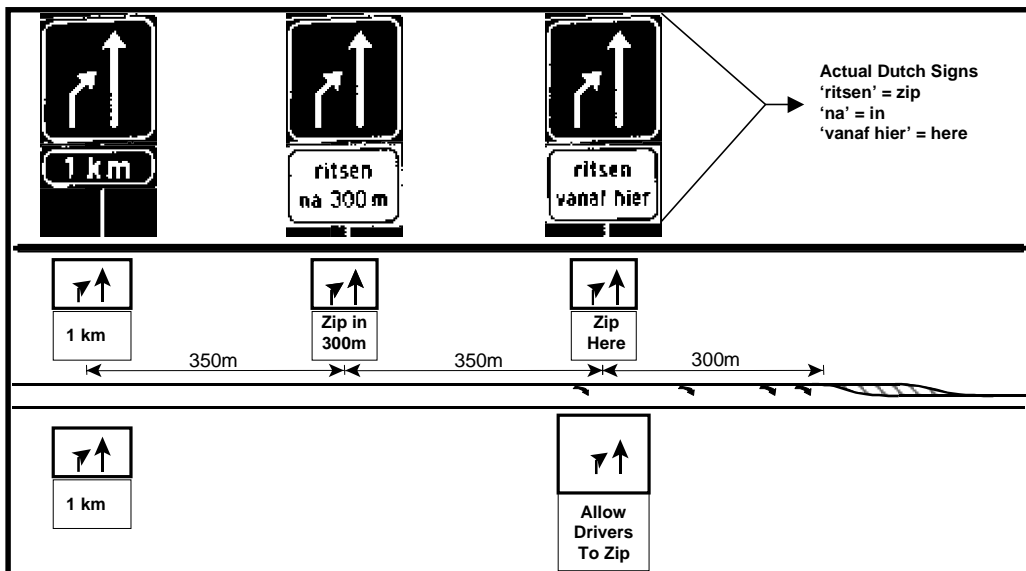 1 km
ritsen
na 300 m
ritsen
vanaf hier
Actual Dutch Signs
‘ritsen’ = zip
‘na’ = in
‘vanaf hier’ = here
1 km
Zip in
300m
Zip
Here
350m
350m
300m
1 km
Allow
Drivers
To Zip